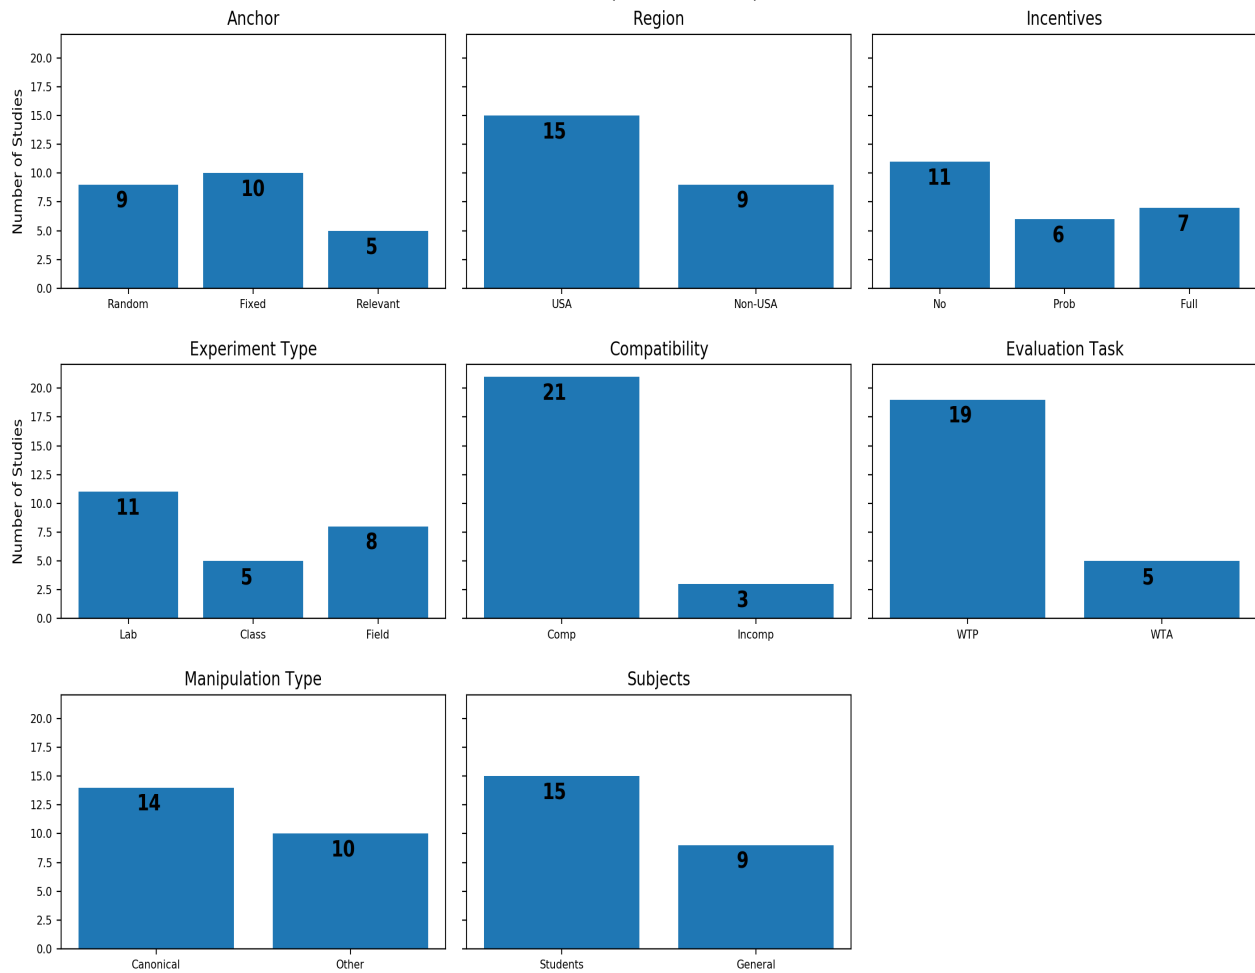 Anchor
Region
Incentives
Number of Studies
20.0
17.5
15.0
12.5
10.0
7.5
5.0
2.5
0.0
9
10
5
15
9
11
6
7
Random Fixed Relevant
USA Non-USA
No Prob Full
Experiment Type
Compatibility
Evaluation Task
Number of Studies
20.0
17.5
15.0
12.5
10.0
7.5
5.0
2.5
0.0
11
5
8
21
3
19
5
Lab Class Field
Comp Incomp
WTP WTA
Manipulation Type
Subjects
20.0
17.5
15.0
12.5
10.0
7.5
5.0
2.5
0.0
14
10
15
9
Canonical Other
Students General